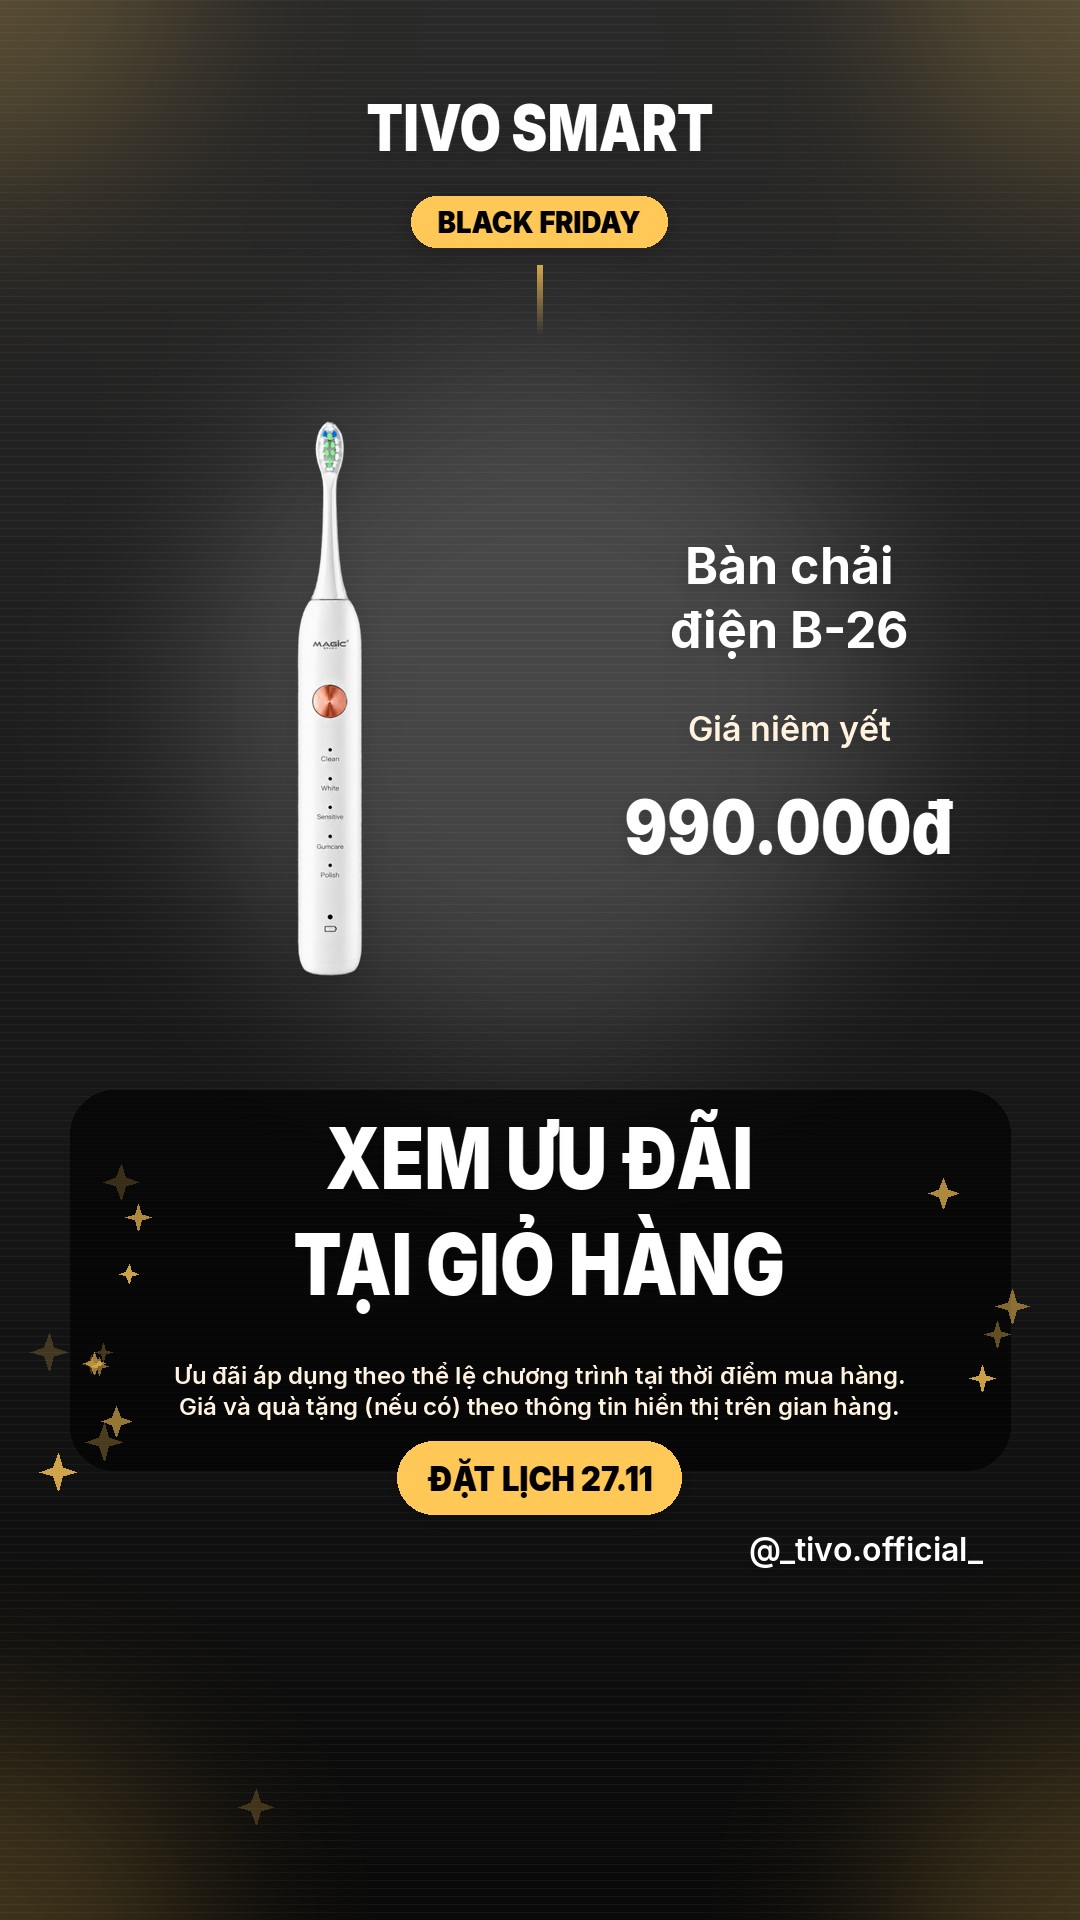 TIVO SMART
BLACK FRIDAY
Bàn chải
điện B-26
Giá niêm yết
990.000đ
MAGIC
Clean
White
Sensitive
Gumcare
Polish
XEM ƯU ĐÃI
TẠI GIỎ HÀNG
Ưu đãi áp dụng theo thể lệ chương trình tại thời điểm mua hàng.
Giá và quà tặng (nếu có) theo thông tin hiển thị trên gian hàng.
ĐẶT LỊCH 27.11
@_tivo.official_